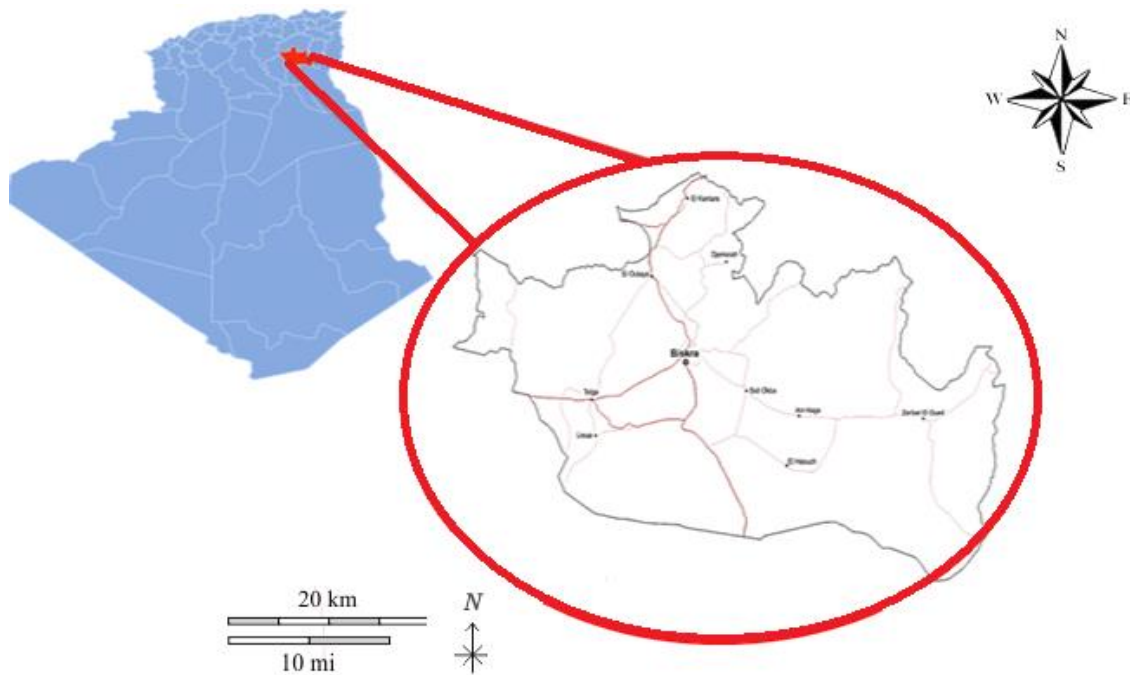 N
W
E
S
El Kantara
Djemorah
El Outaya
Biskra
Sidi Okba
Tolga
Ain Naga
Zeribet El Oued
Urlal
El Haouch
20 km
N
10 mi